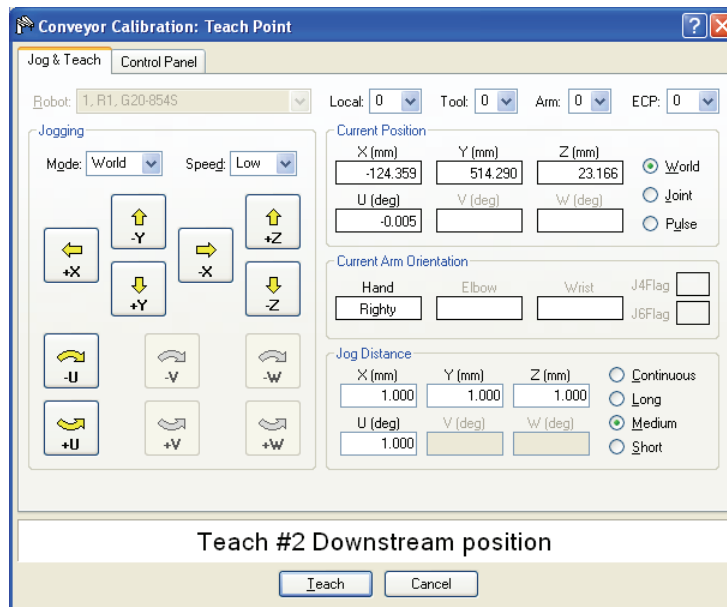 Conveyor Calibration: Teach Point
Jog & Teach Control Panel
Robot: 1, R1, G20-854S Local: 0 Tool: 0 Arm: 0 ECP: 0
Jogging
Mode: World Speed: Low
-Y +Z
+X -X
+Y -Z
-U -V -W
+U +V +W
Current Position
X (mm) Y (mm) Z (mm)
-124.359 514.290 23.166
U (deg) V (deg) W (deg)
-0.005
World
Joint
Pulse
Current Arm Orientation
Hand Elbow Wrist J4Flag
Righty J6Flag
Jog Distance
X (mm) Y (mm) Z (mm)
1.000 1.000 1.000
U (deg) V (deg) W (deg)
1.000
Continuous
Long
Medium
Short
Teach #2 Downstream position
Teach Cancel